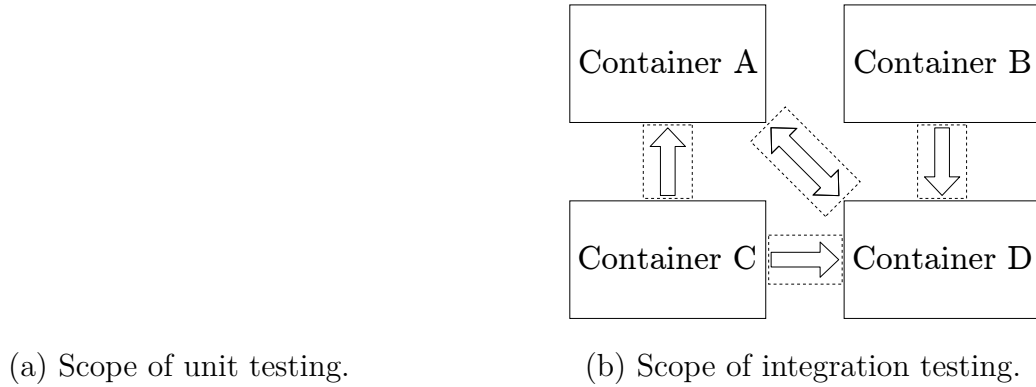 Container A
Container B
Container C
Container D
(a) Scope of unit testing.
(b) Scope of integration testing.